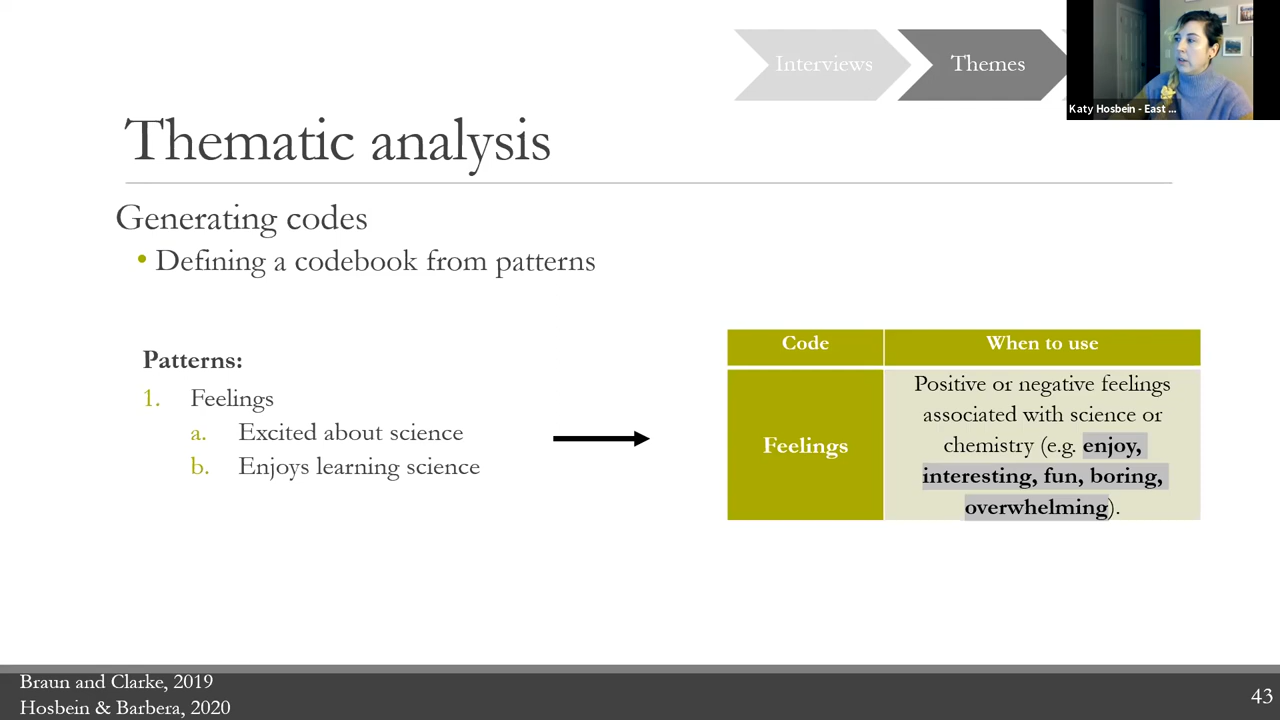 Interviews
Themes
Katy Hosbein - East ...
Thematic analysis
Generating codes
• Defining a codebook from patterns
Patterns:
1. Feelings
a. Excited about science
b. Enjoys learning science
Code
When to use
Feelings
Positive or negative feelings
associated with science or
chemistry (e.g. enjoy,
interesting, fun, boring,
overwhelming).
Braun and Clarke, 2019
Hosbein & Barbera, 2020
43